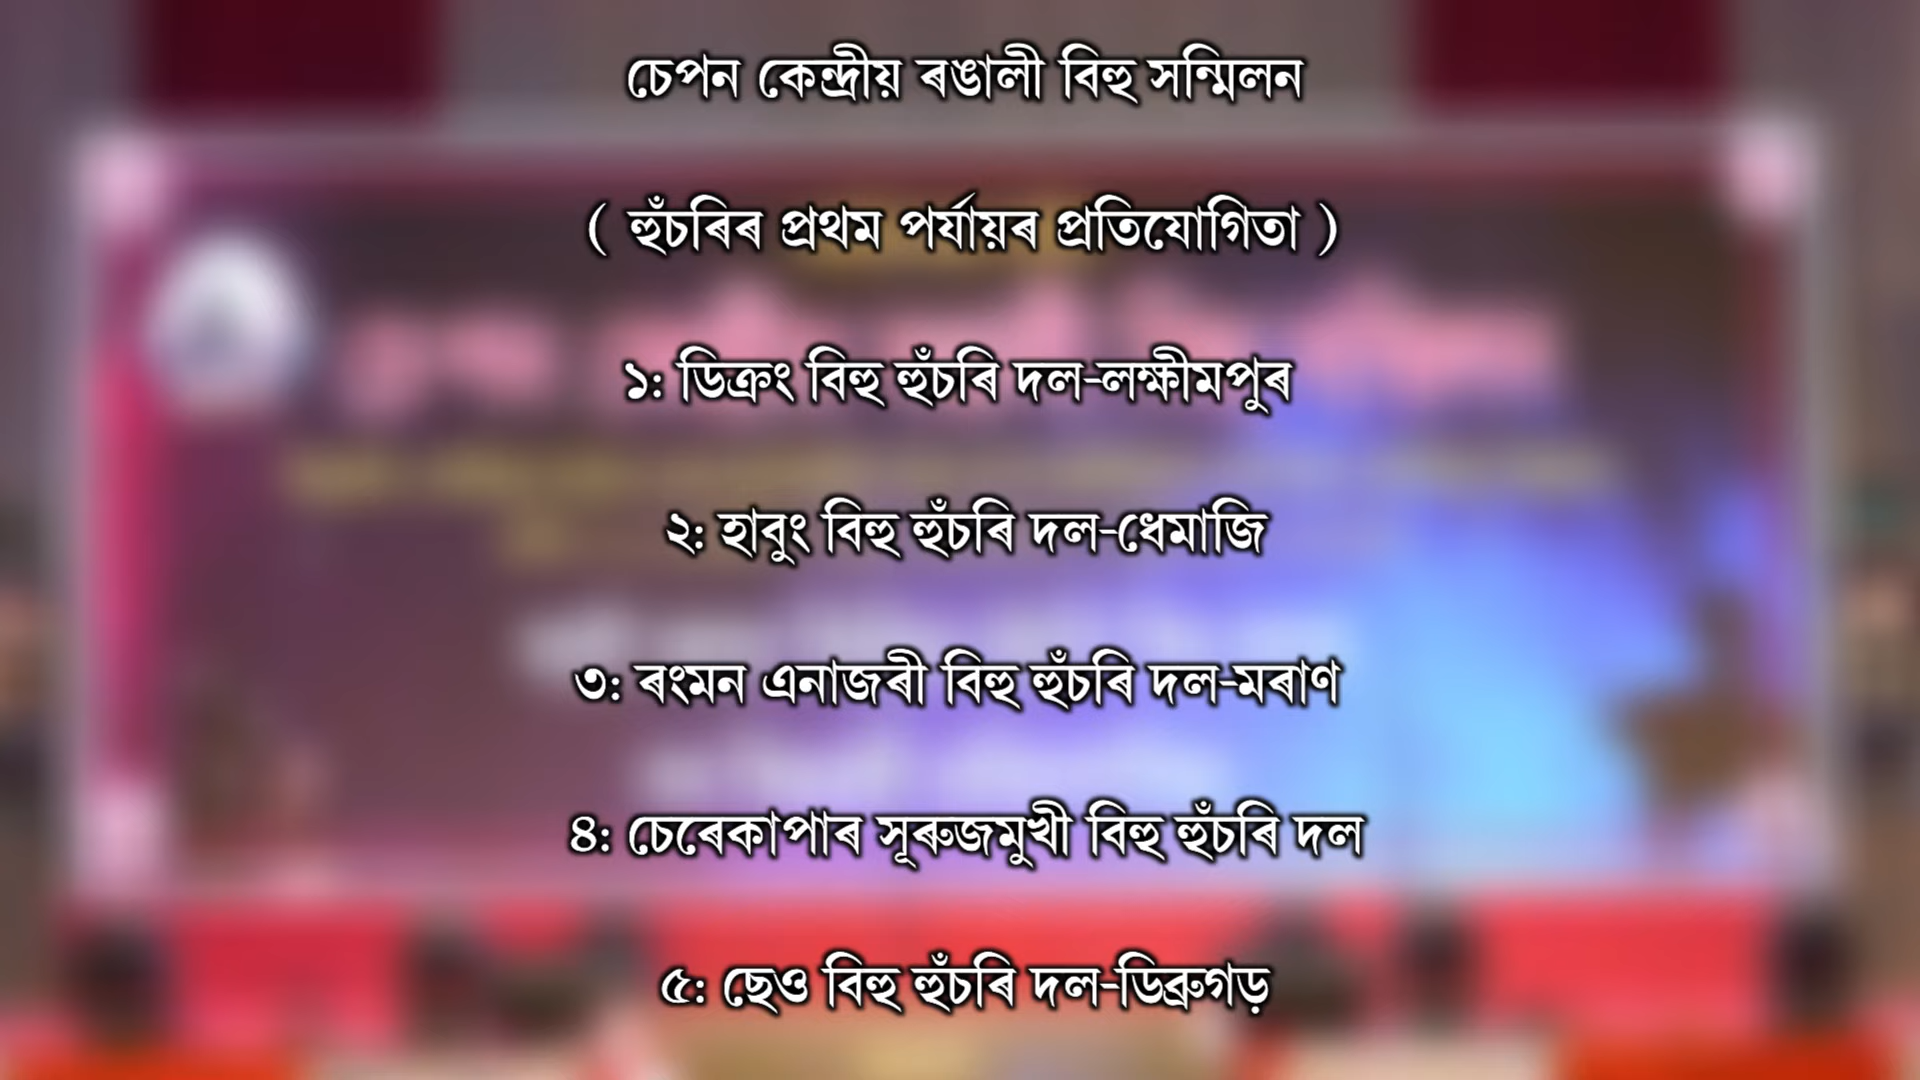 চেপন কেন্দ্ৰীয় ৰঙালী বিহু সন্মিলন
( হুঁচৰিৰ প্ৰথম পৰ্যায়ৰ প্ৰতিযোগিতা )
১: ডিক্ৰং বিহু হুঁচৰি দল-লক্ষীমপুৰ
২: হাবুং বিহু হুঁচৰি দল-ধেমাজি
৩: ৰংমন এনাজৰী বিহু হুঁচৰি দল-মৰাণ
৪: চেৰেকাপাৰ সূৰুজমুখী বিহু হুঁচৰি দল
৫: ছেও বিহু হুঁচৰি দল-ডিব্ৰুগড়